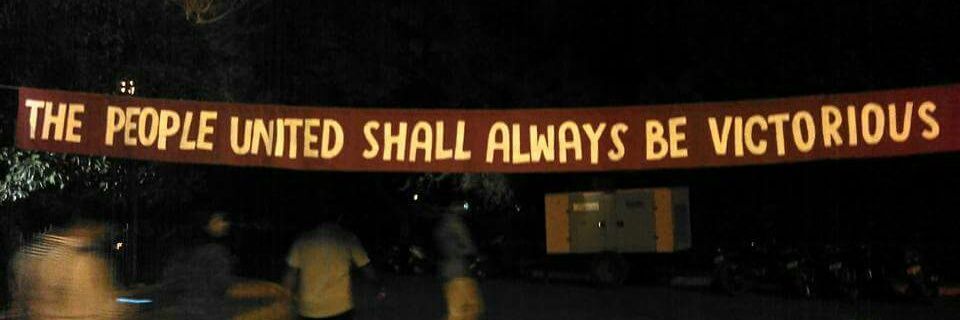 THE PEOPLE UNITED SHALL ALWAYS BE VICTORIOUS